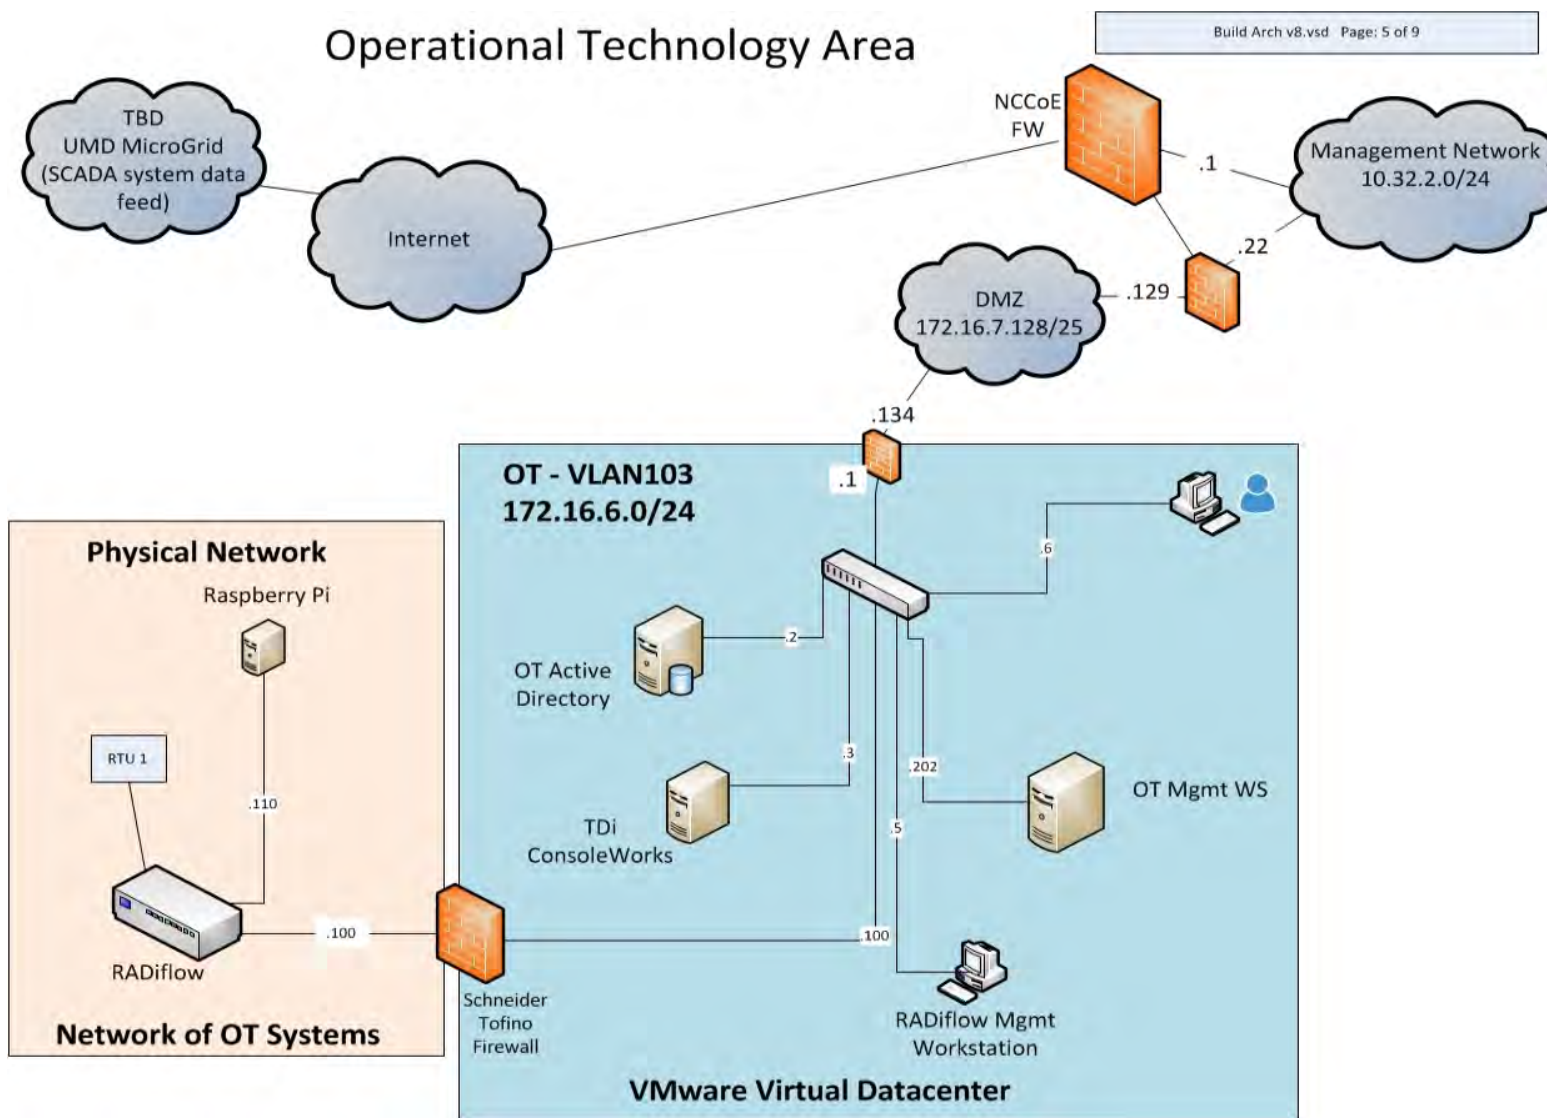 Operational Technology Area
Build Arch v8.vsd   Page: 5 of 9
TBD
UMD MicroGrid
(SCADA system data
feed)
Internet
NCCoE
FW
.1
Management Network
10.32.2.0/24
.22
.129
DMZ
172.16.7.128/25
.134
.1
OT - VLAN103
172.16.6.0/24
.6
Physical Network
Raspberry Pi
.2
OT Active
Directory
RTU 1
.110
.3
.202
OT Mgmt WS
TDi
ConsoleWorks
.5
.100
.100
RADiflow
Schneider
Tofino
Firewall
RADiflow Mgmt
Workstation
Network of OT Systems
VMware Virtual Datacenter